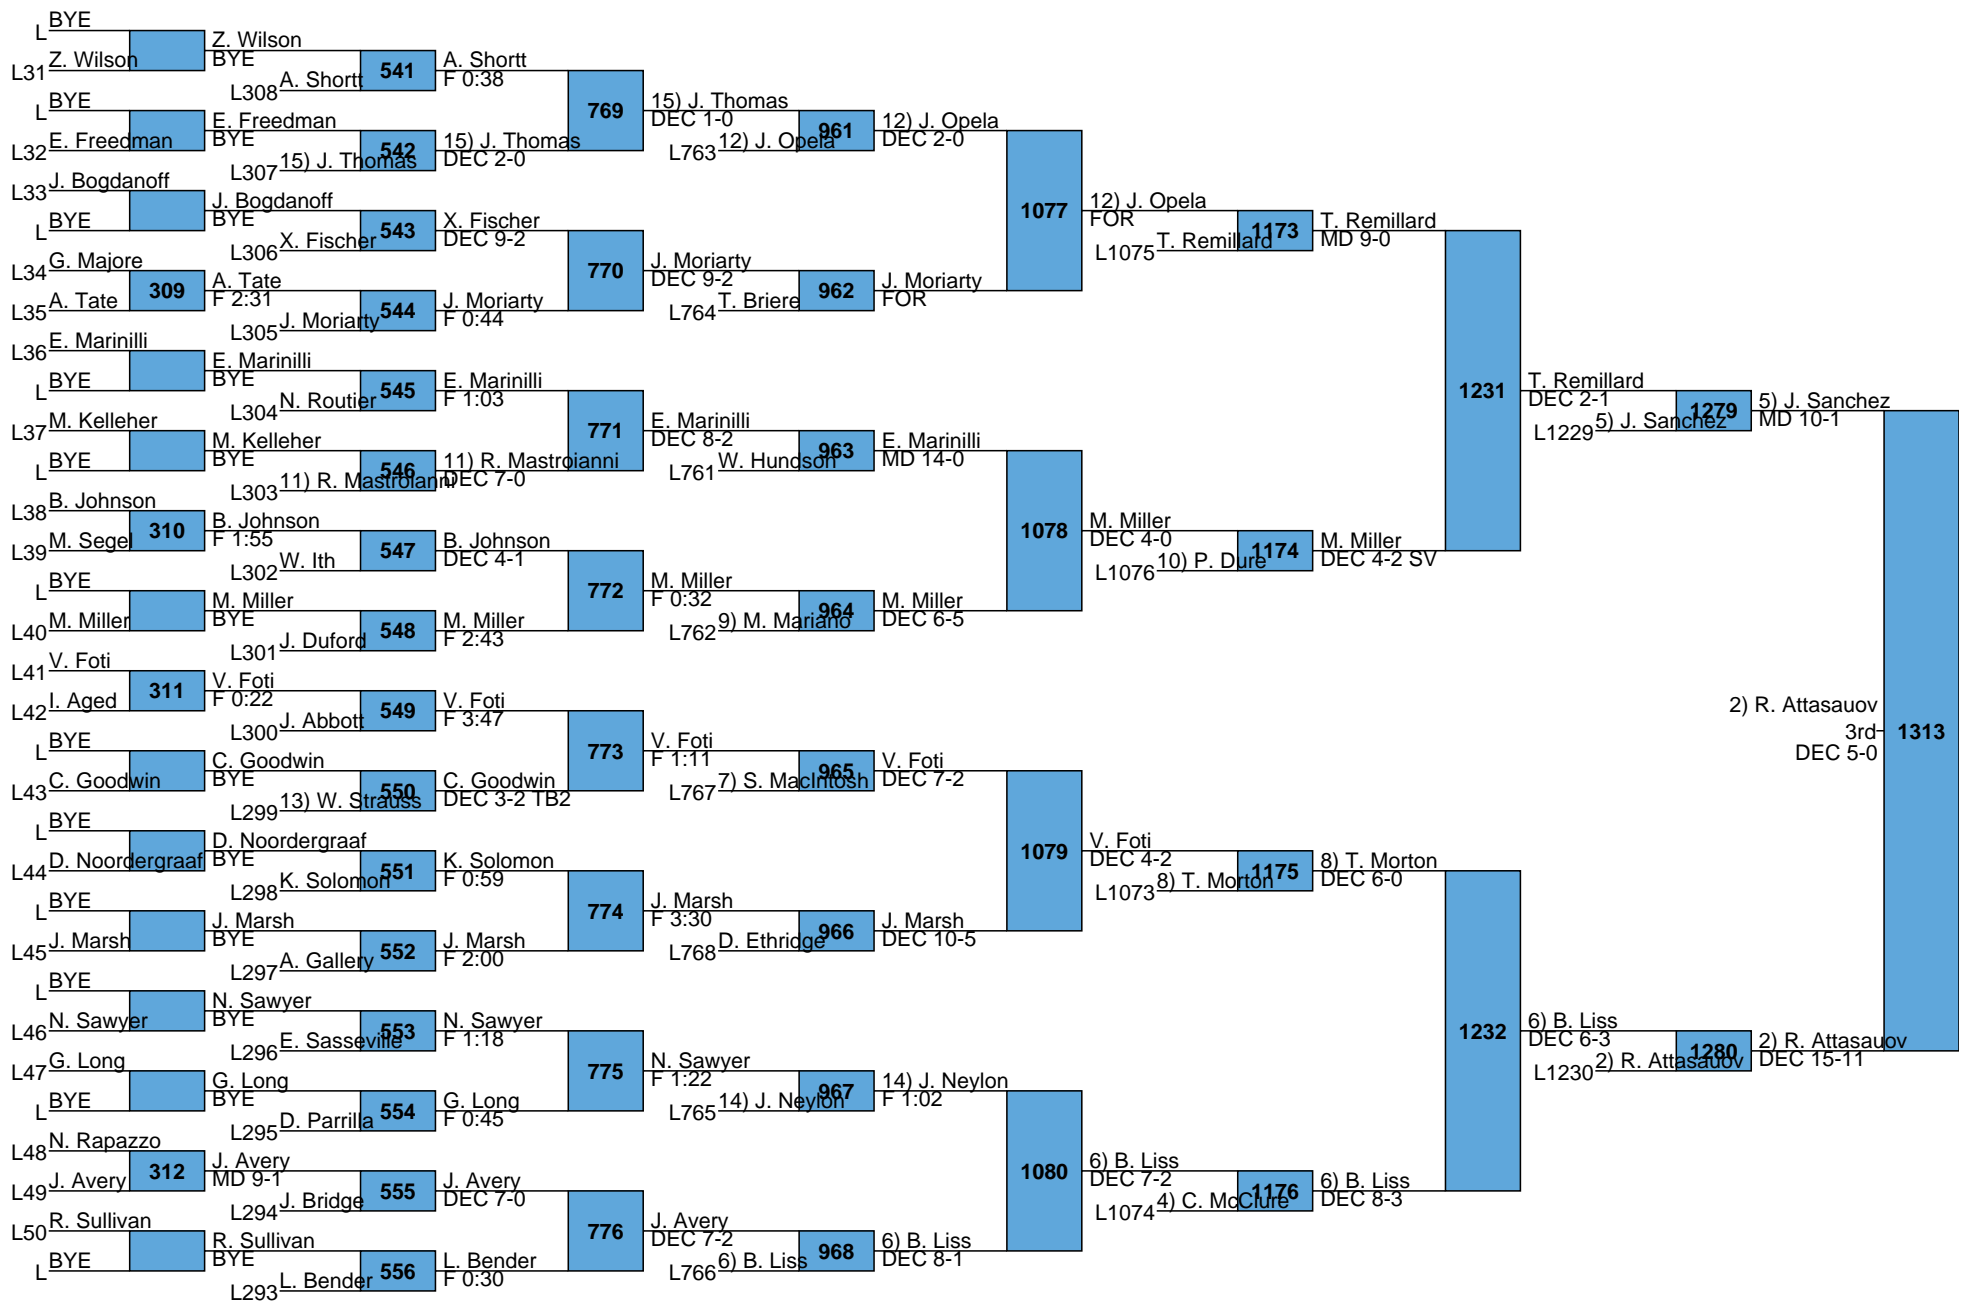 BYE
L
Z. Wilson
L31
Z. Wilson
BYE
A. Shortt
L308
541
A. Shortt
F 0:38
BYE
L
E. Freedman
L32
E. Freedman
BYE
15) J. Thomas
L307
542
15) J. Thomas
DEC 2-0
769
15) J. Thomas
DEC 1-0
12) J. Opela
L763
961
12) J. Opela
DEC 2-0
J. Bogdanoff
L33
BYE
L
J. Bogdanoff
BYE
X. Fischer
L306
543
X. Fischer
DEC 9-2
G. Majore
L34
A. Tate
L35
309
A. Tate
F 2:31
J. Moriarty
L305
544
J. Moriarty
F 0:44
770
J. Moriarty
DEC 9-2
T. Briere
L764
962
J. Moriarty
FOR
1077
12) J. Opela
FOR
T. Remillard
L1075
1173
T. Remillard
MD 9-0
E. Marinilli
L36
BYE
L
E. Marinilli
BYE
N. Routier
L304
545
E. Marinilli
F 1:03
M. Kelleher
L37
BYE
L
M. Kelleher
BYE
11) R. Mastroianni
L303
546
11) R. Mastroianni
DEC 7-0
771
E. Marinilli
DEC 8-2
W. Hundson
L761
963
E. Marinilli
MD 14-0
B. Johnson
L38
M. Segel
L39
310
B. Johnson
F 1:55
W. Ith
L302
547
B. Johnson
DEC 4-1
BYE
L
M. Miller
L40
M. Miller
BYE
J. Duford
L301
548
M. Miller
F 2:43
772
M. Miller
F 0:32
9) M. Mariano
L762
964
M. Miller
DEC 6-5
1078
M. Miller
DEC 4-0
10) P. Dure
L1076
1174
M. Miller
DEC 4-2 SV
1231
T. Remillard
DEC 2-1
5) J. Sanchez
L1229
1279
5) J. Sanchez
MD 10-1
V. Foti
L41
I. Aged
L42
311
V. Foti
F 0:22
J. Abbott
L300
549
V. Foti
F 3:47
BYE
L
C. Goodwin
L43
C. Goodwin
BYE
13) W. Strauss
L299
550
C. Goodwin
DEC 3-2 TB2
773
V. Foti
F 1:11
7) S. MacIntosh
L767
965
V. Foti
DEC 7-2
BYE
L
D. Noordergraaf
L44
D. Noordergraaf
BYE
K. Solomon
L298
551
K. Solomon
F 0:59
BYE
L
J. Marsh
L45
J. Marsh
BYE
A. Gallery
L297
552
J. Marsh
F 2:00
774
J. Marsh
F 3:30
D. Ethridge
L768
966
J. Marsh
DEC 10-5
1079
V. Foti
DEC 4-2
8) T. Morton
L1073
1175
8) T. Morton
DEC 6-0
BYE
L
N. Sawyer
L46
N. Sawyer
BYE
E. Sasseville
L296
553
N. Sawyer
F 1:18
G. Long
L47
BYE
L
G. Long
BYE
D. Parrilla
L295
554
G. Long
F 0:45
775
N. Sawyer
F 1:22
14) J. Neylon
L765
967
14) J. Neylon
F 1:02
N. Rapazzo
L48
J. Avery
L49
312
J. Avery
MD 9-1
J. Bridge
L294
555
J. Avery
DEC 7-0
R. Sullivan
L50
BYE
L
R. Sullivan
BYE
L. Bender
L293
556
L. Bender
F 0:30
776
J. Avery
DEC 7-2
6) B. Liss
L766
968
6) B. Liss
DEC 8-1
1080
6) B. Liss
DEC 7-2
4) C. McClure
L1074
1176
6) B. Liss
DEC 8-3
1232
6) B. Liss
DEC 6-3
2) R. Attasauov
L1230
1280
2) R. Attasauov
DEC 15-11
2) R. Attasauov
3rd
DEC 5-0
1313